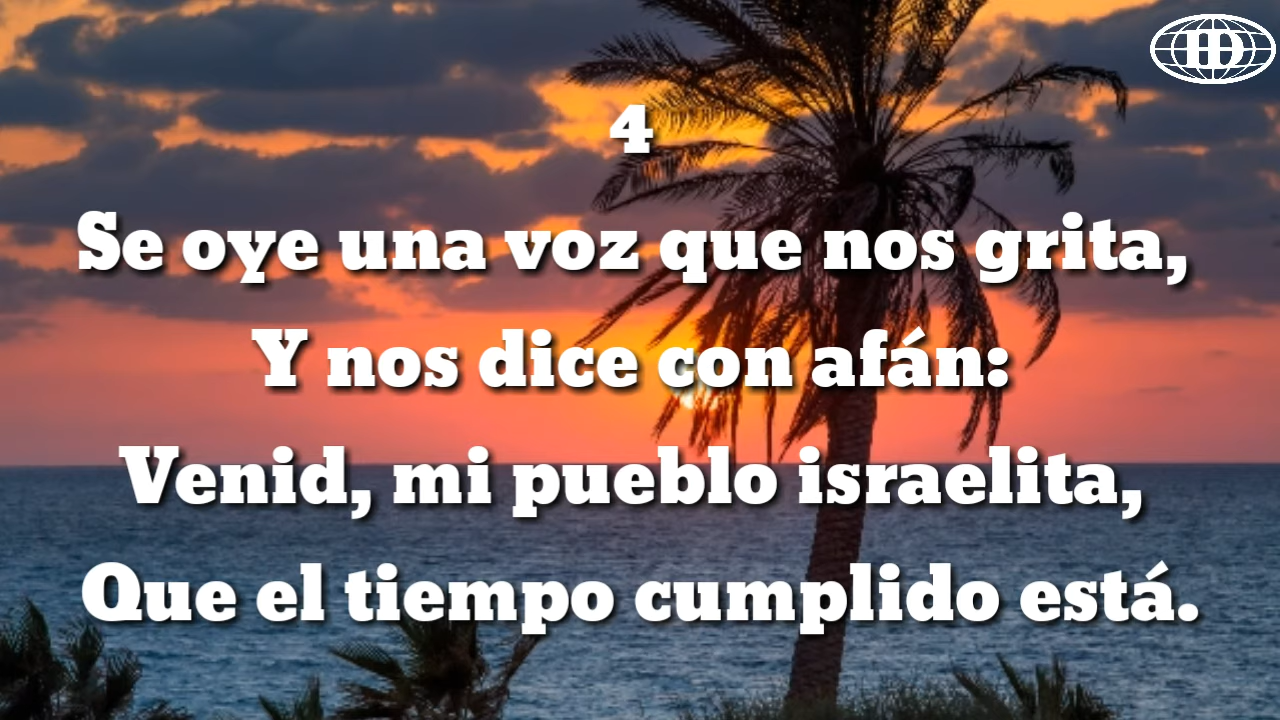 4
Se oye una voz que nos grita,
Y nos dice con afán:
Venid, mi pueblo israelita,
Que el tiempo cumplido está.